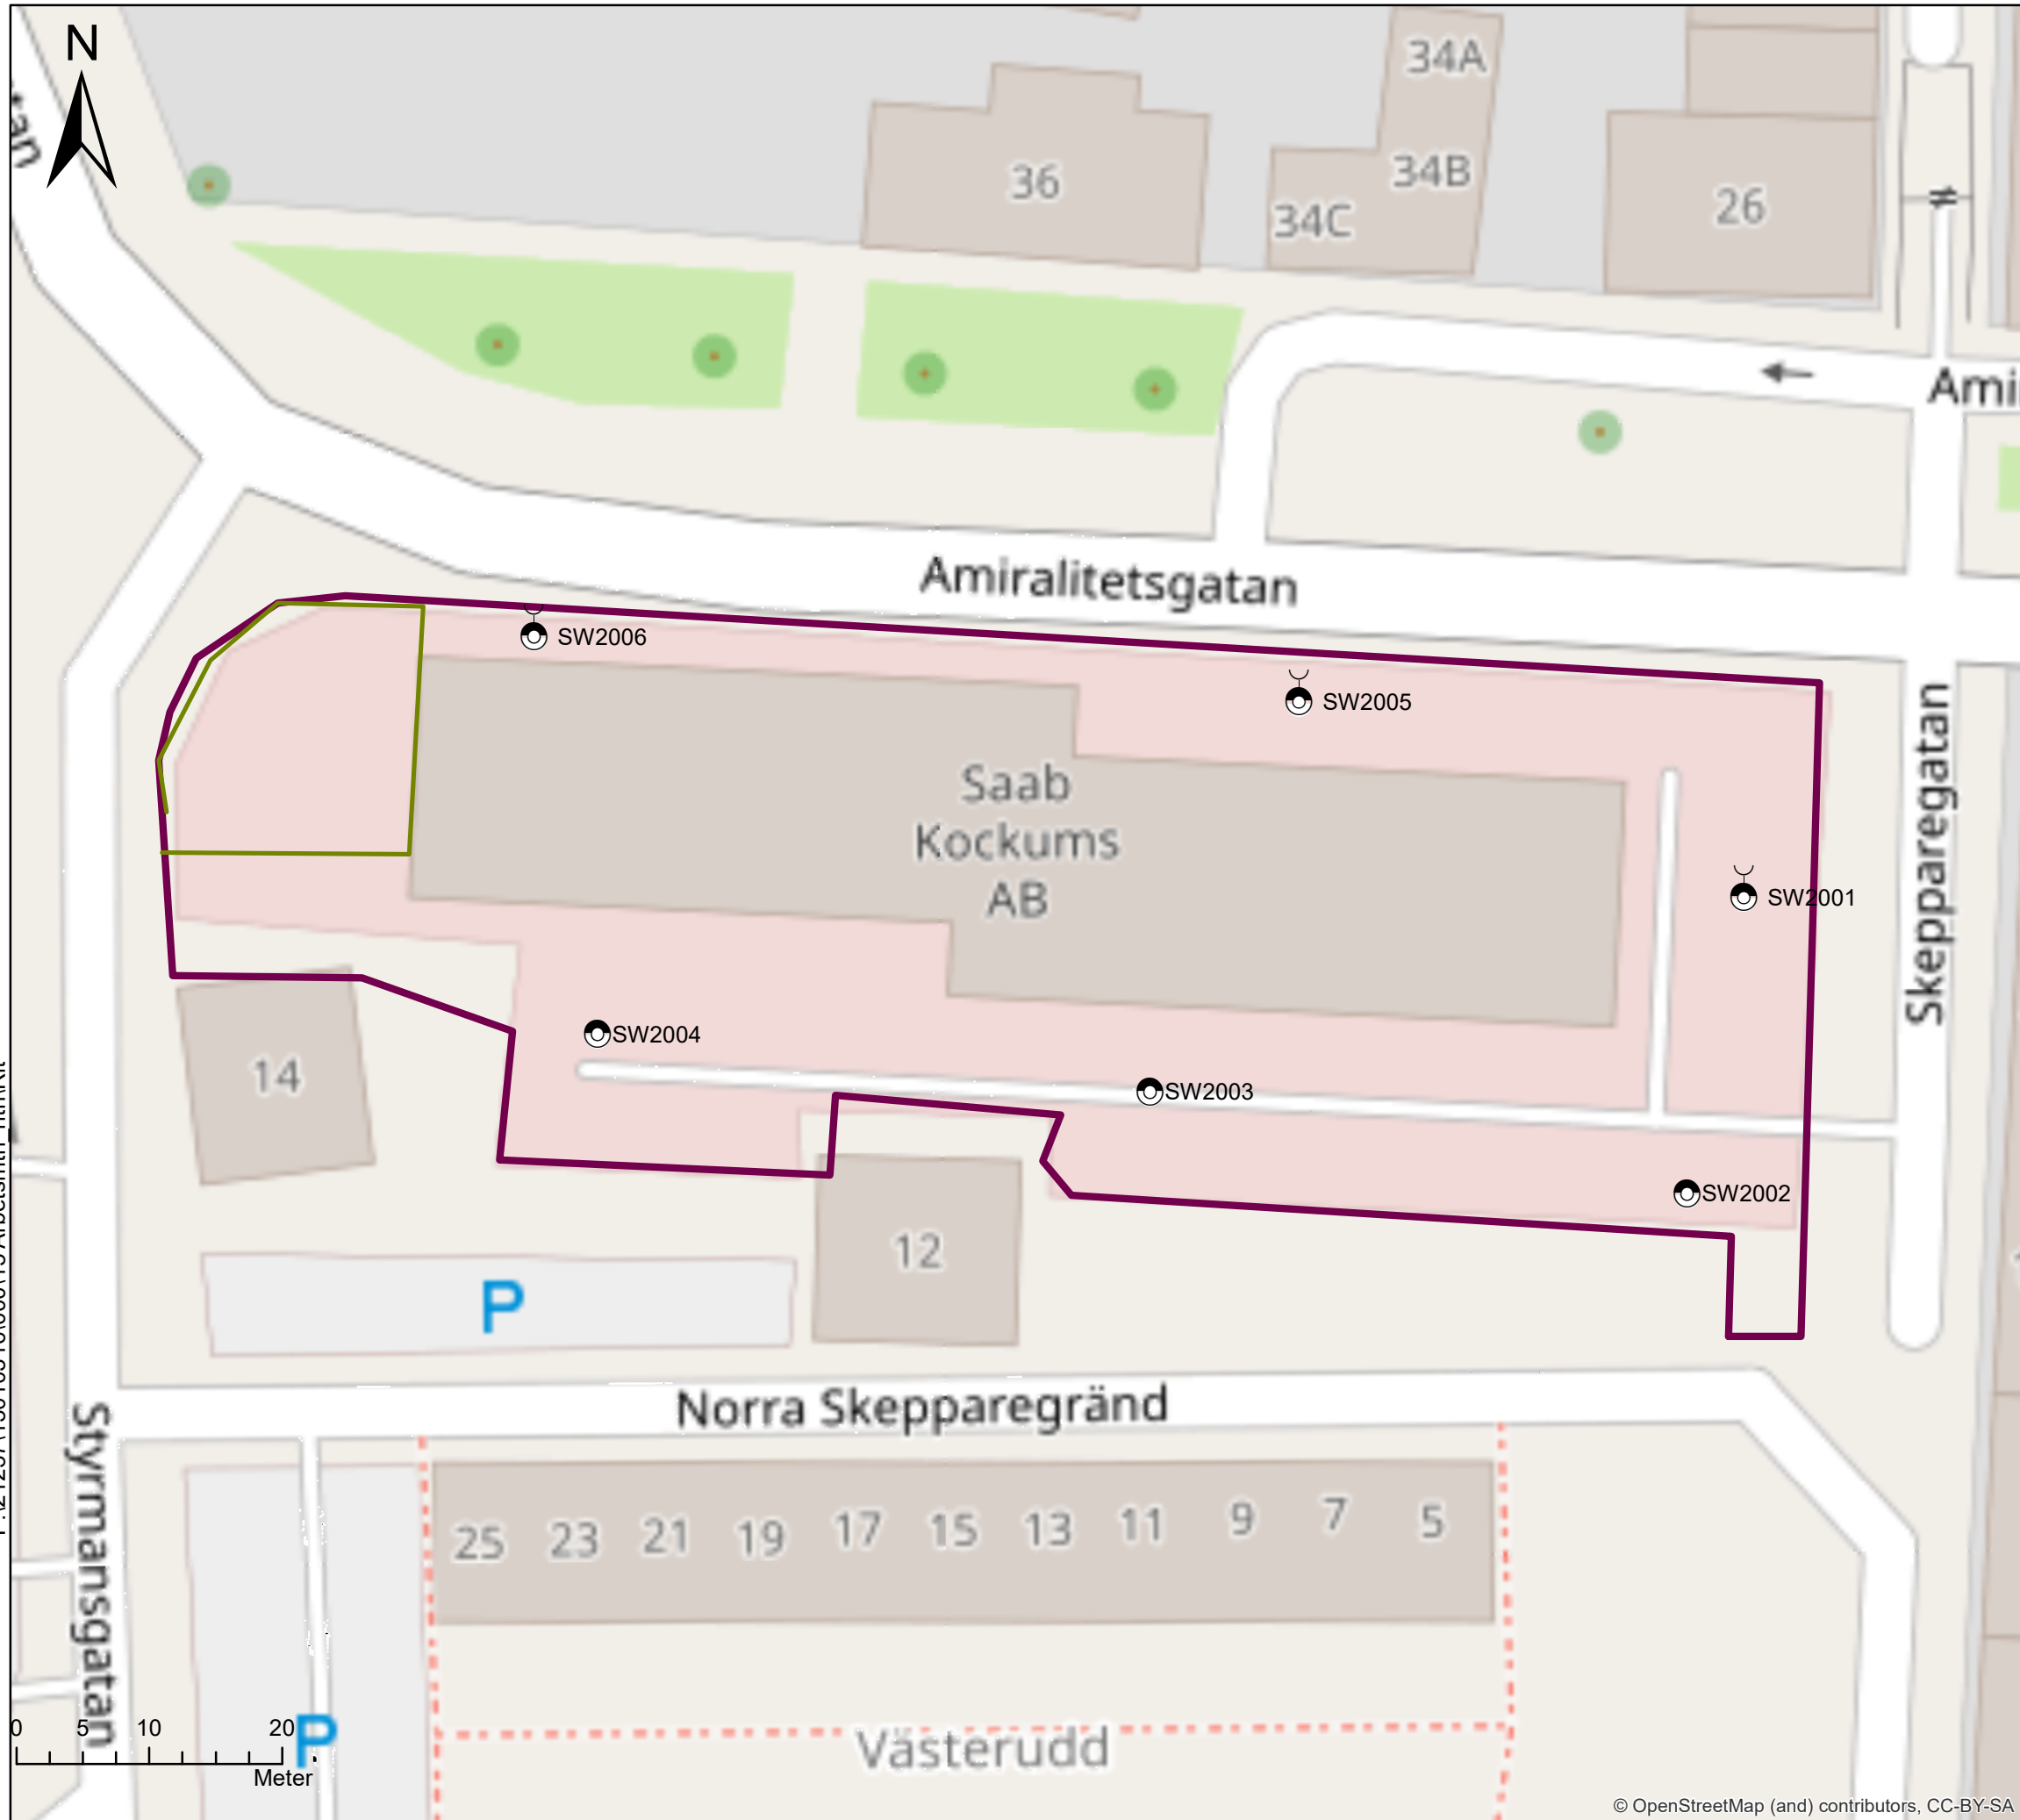 N
34A
34B
34C
36
26
tan
Ami
Amiralitetsgatan
SW2006
SW2005
Saab
Kockums
AB
SW2001
Skepparegatan
SW2004
SW2003
14
SW2002
12
P
Norra Skepparegränd
Styrmansgatan
25 23 21 19 17 15 13 11 9 7 5
Västerudd
0 5 10 20
P
Meter
© OpenStreetMap (and) contributors, CC-BY-SA